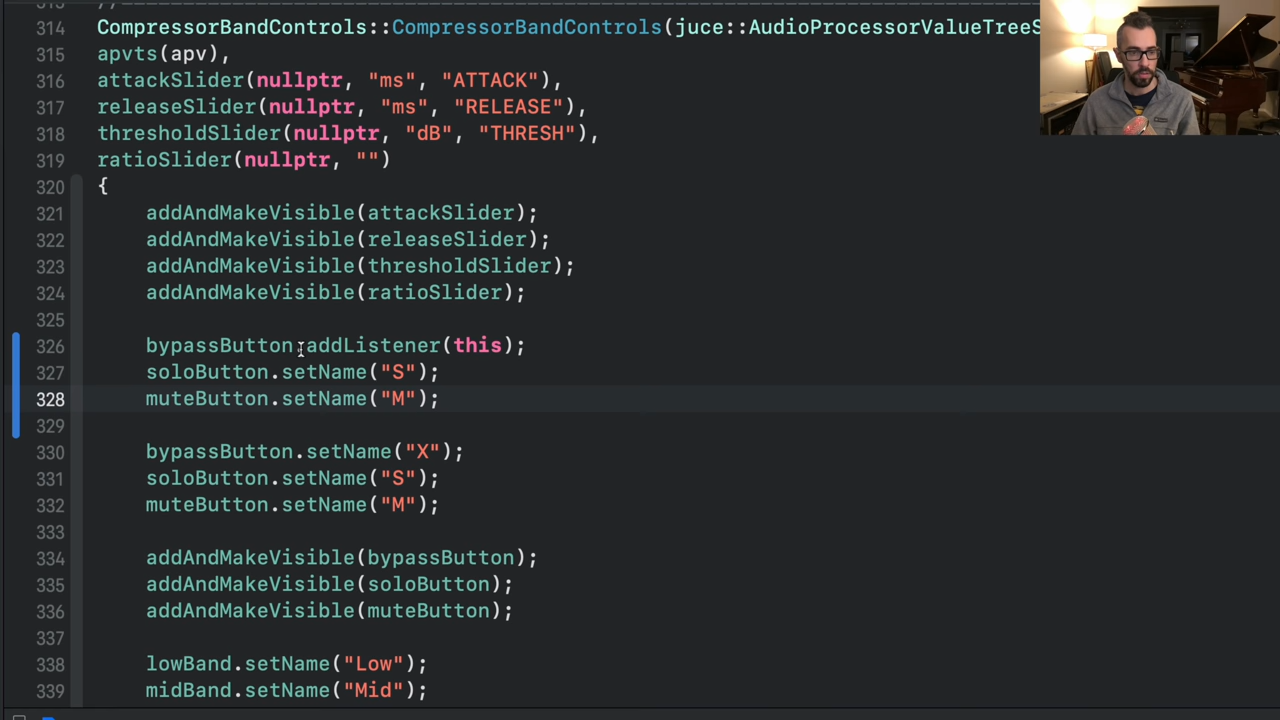 314 CompressorBandControls::CompressorBandControls(juce::AudioProcessorValueTreeS
315 apvts(apv),
316 attackSlider(nullptr, "ms", "ATTACK"),
317 releaseSlider(nullptr, "ms", "RELEASE"),
318 thresholdSlider(nullptr, "dB", "THRESH"),
319 ratioSlider(nullptr, "")
320 {
321 addAndMakeVisible(attackSlider);
322 addAndMakeVisible(releaseSlider);
323 addAndMakeVisible(thresholdSlider);
324 addAndMakeVisible(ratioSlider);
325
326 bypassButton.addListener(this);
327 soloButton.setName("S");
328 muteButton.setName("M");
329
330 bypassButton.setName("X");
331 soloButton.setName("S");
332 muteButton.setName("M");
333
334 addAndMakeVisible(bypassButton);
335 addAndMakeVisible(soloButton);
336 addAndMakeVisible(muteButton);
337
338 lowBand.setName("Low");
339 midBand.setName("Mid");